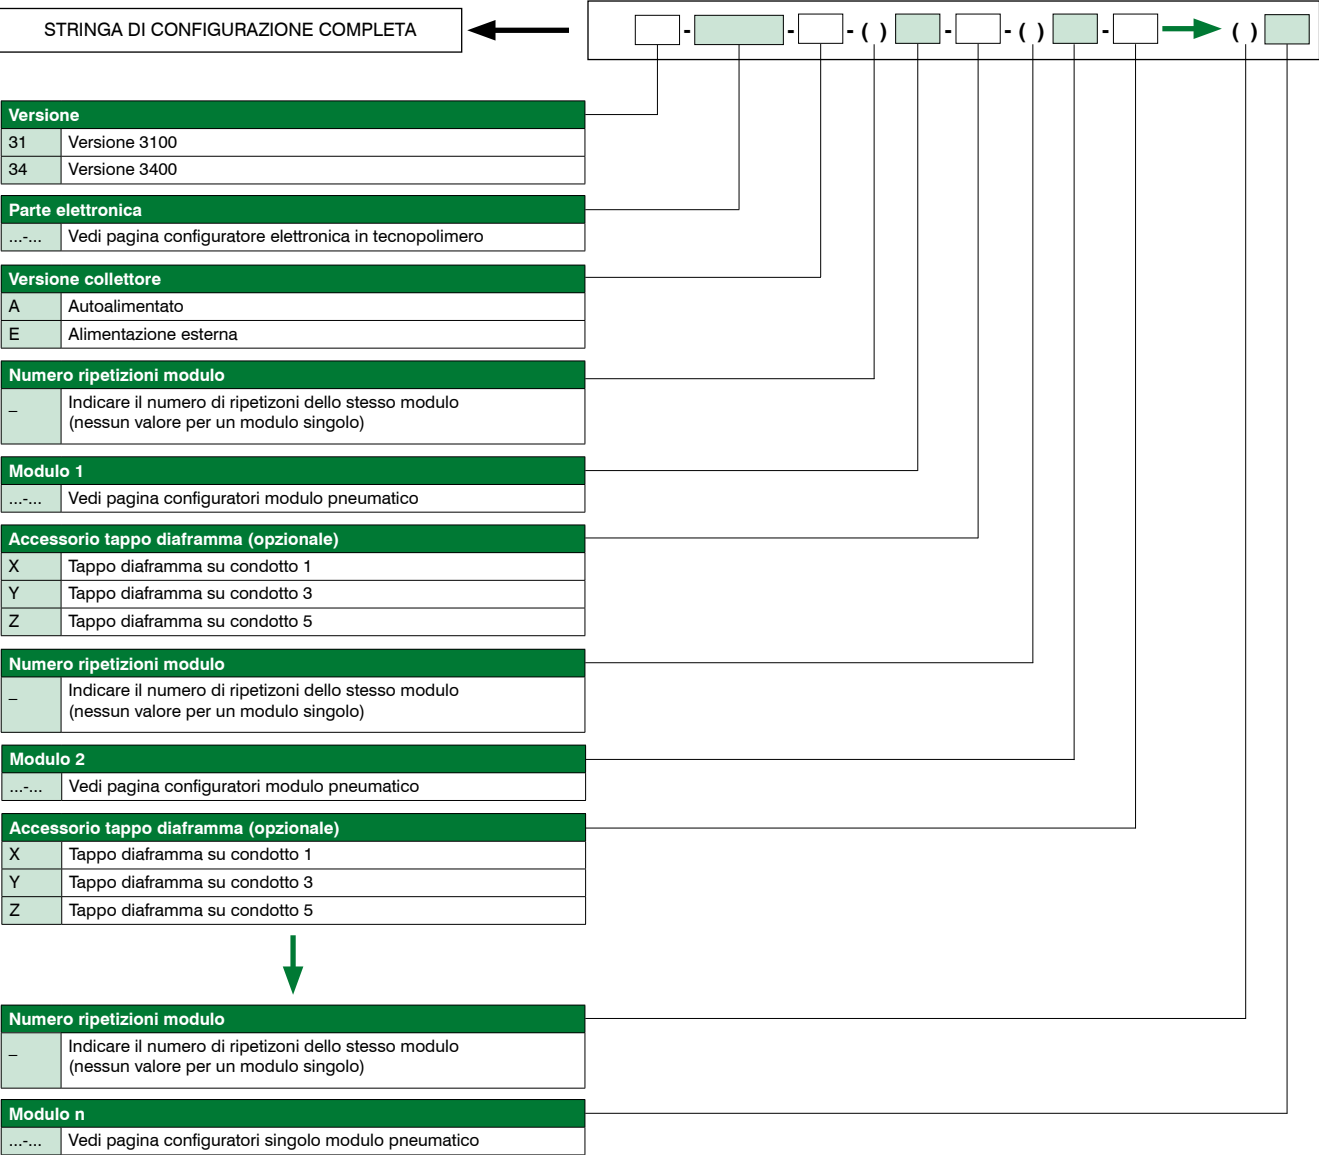 STRINGA DI CONFIGURAZIONE COMPLETA
- - - ( ) - - ( ) - ( )
Versione
31 Versione 3100
34 Versione 3400
Parte elettronica
...-... Vedi pagina configuratore elettronica in tecnopolimero
Versione collettore
A Autoalimentato
E Alimentazione esterna
Numero ripetizioni modulo
_ Indicare il numero di ripetizoni dello stesso modulo
(nessun valore per un modulo singolo)
Modulo 1
...-... Vedi pagina configuratori modulo pneumatico
Accessorio tappo diaframma (opzionale)
X Tappo diaframma su condotto 1
Y Tappo diaframma su condotto 3
Z Tappo diaframma su condotto 5
Numero ripetizioni modulo
_ Indicare il numero di ripetizoni dello stesso modulo
(nessun valore per un modulo singolo)
Modulo 2
...-... Vedi pagina configuratori modulo pneumatico
Accessorio tappo diaframma (opzionale)
X Tappo diaframma su condotto 1
Y Tappo diaframma su condotto 3
Z Tappo diaframma su condotto 5
Numero ripetizioni modulo
_ Indicare il numero di ripetizoni dello stesso modulo
(nessun valore per un modulo singolo)
Modulo n
...-... Vedi pagina configuratori singolo modulo pneumatico